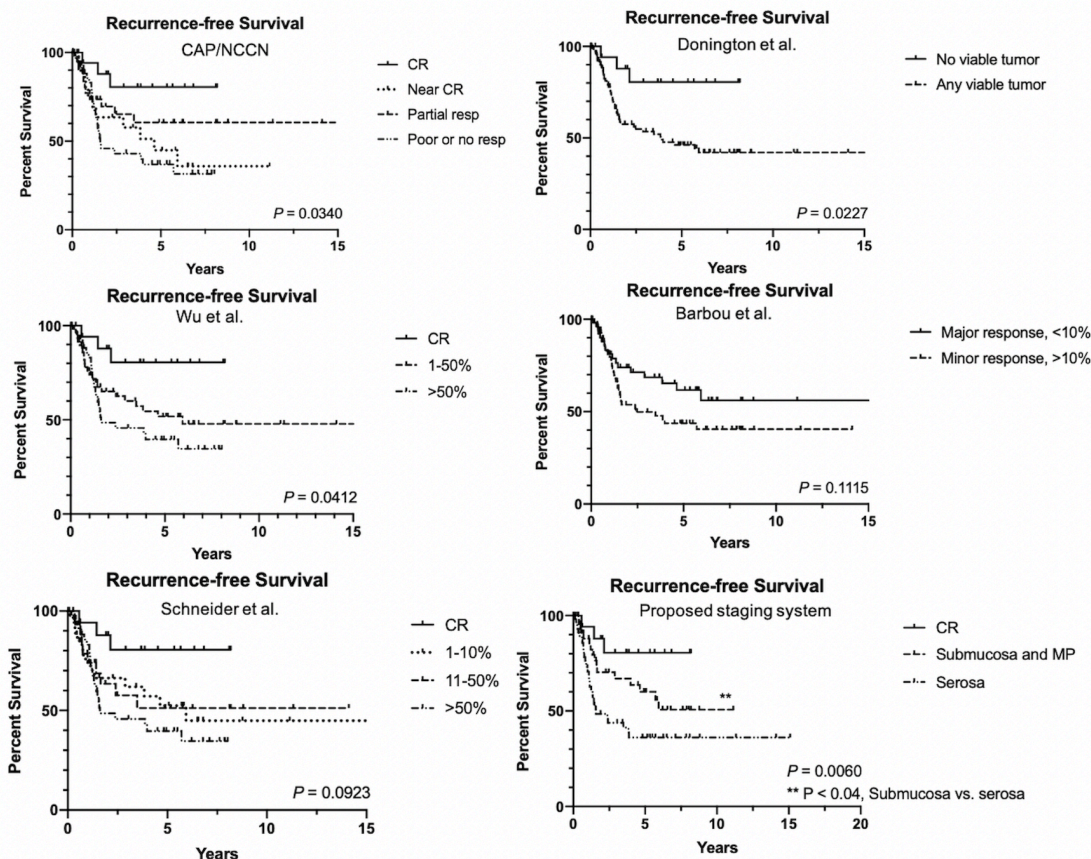 Recurrence-free Survival
CAP/NCCN
Percent Survival
100
50
0
0 5 10 15
Years
P = 0.0340
CR
Near CR
Partial resp
Poor or no resp
Recurrence-free Survival
Donington et al.
Percent Survival
100
50
0
0 5 10 15
Years
P = 0.0227
No viable tumor
Any viable tumor
Recurrence-free Survival
Wu et al.
Percent Survival
100
50
0
0 5 10 15
Years
P = 0.0412
CR
1-50%
>50%
Recurrence-free Survival
Barbou et al.
Percent Survival
100
50
0
0 5 10 15
Years
P = 0.1115
Major response, <10%
Minor response, >10%
Recurrence-free Survival
Schneider et al.
Percent Survival
100
50
0
0 5 10 15
Years
P = 0.0923
CR
1-10%
11-50%
>50%
Recurrence-free Survival
Proposed staging system
Percent Survival
100
50
0
0 5 10 15 20
Years
**
P = 0.0060
** P < 0.04, Submucosa vs. serosa
CR
Submucosa and MP
Serosa